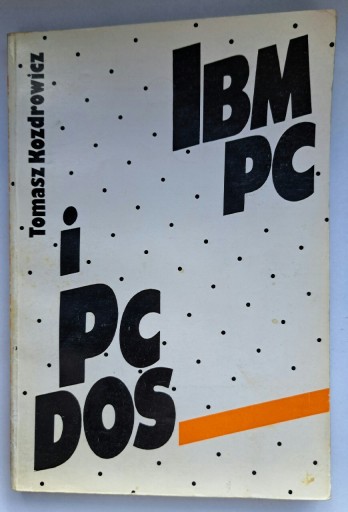 Tomasz Kozdrowicz
IBM
PC
i
PC
DOS